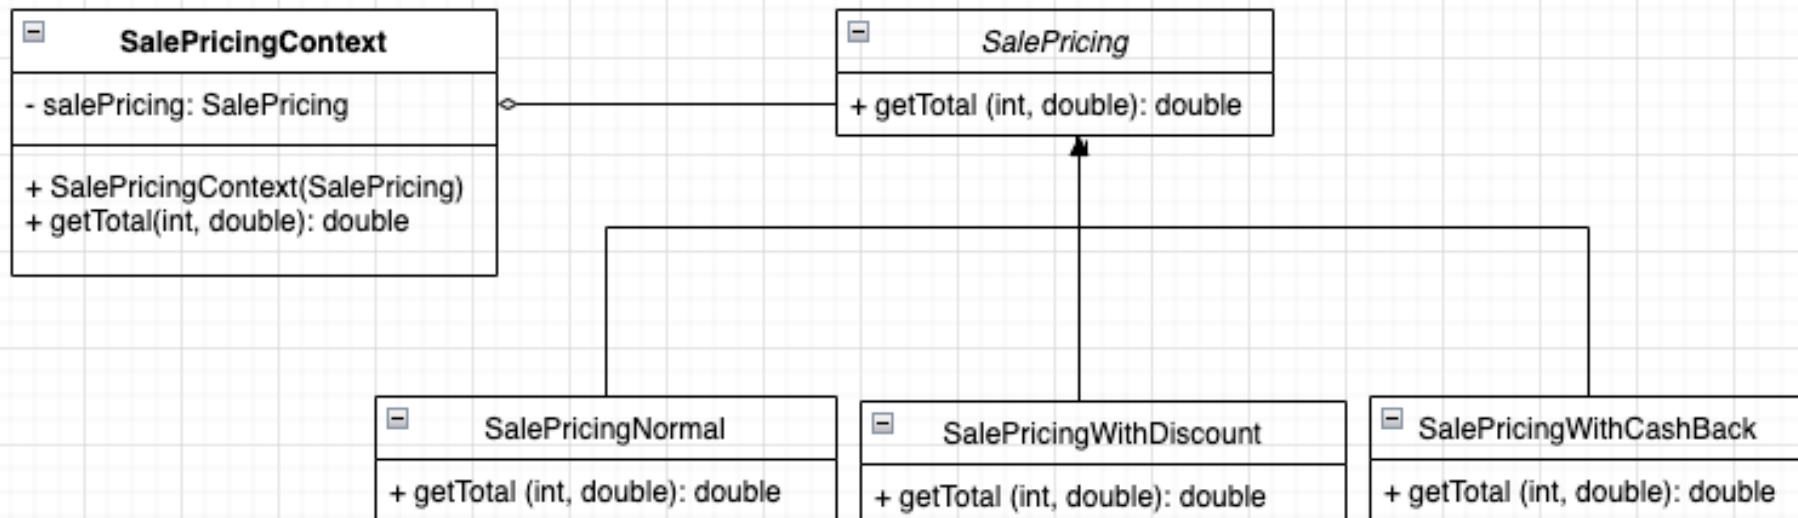 SalePricingContext
- salePricing: SalePricing
+ SalePricingContext(SalePricing)
+ getTotal(int, double): double
SalePricing
+ getTotal (int, double): double
SalePricingNormal
+ getTotal (int, double): double
SalePricingWithDiscount
+ getTotal (int, double): double
SalePricingWithCashBack
+ getTotal (int, double): double